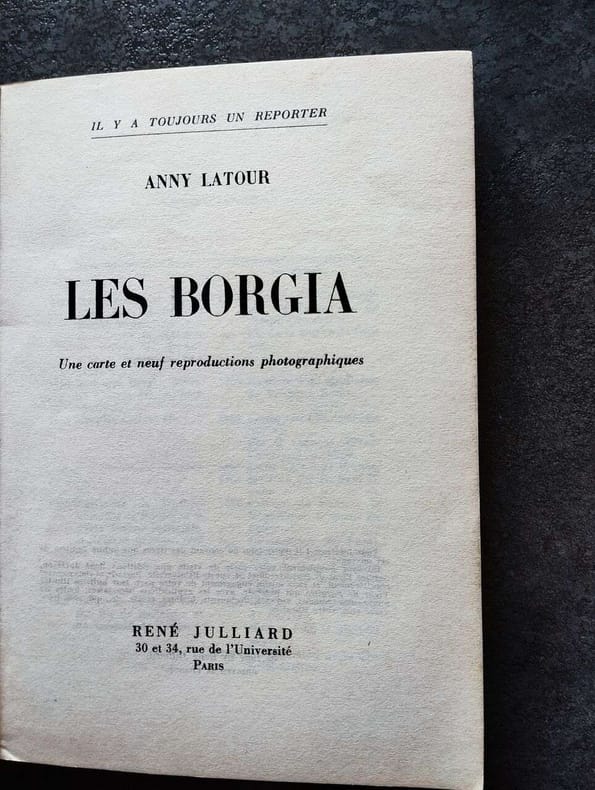 IL Y A TOUJOURS UN REPORTER
ANNY LATOUR
LES BORGIA
Une carte et neuf reproductions photographiques
RENÉ JULLIARD
30 et 34, rue de l'Université
PARIS